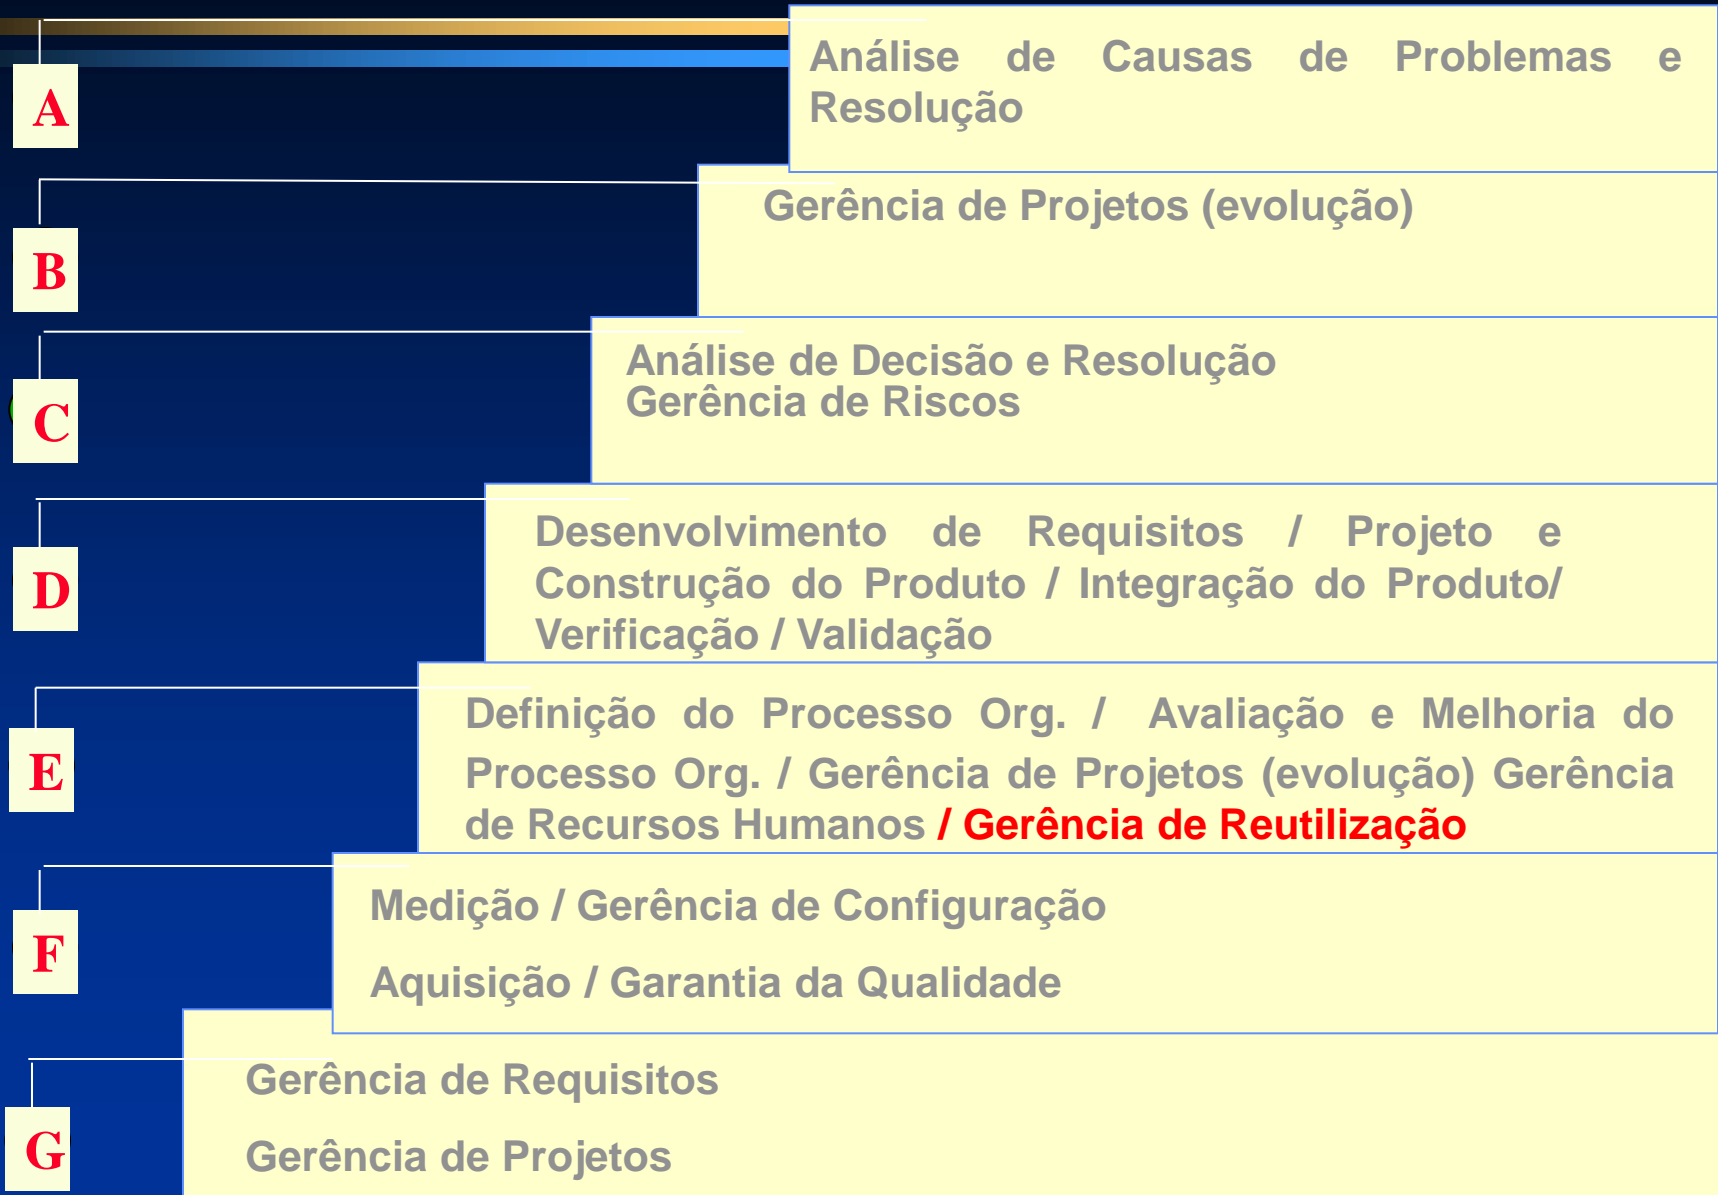 A
Análise de Causas de Problemas e
Resolução
B
Gerência de Projetos (evolução)
C
Análise de Decisão e Resolução
Gerência de Riscos
D
Desenvolvimento de Requisitos / Projeto e
Construção do Produto / Integração do Produto/
Verificação / Validação
E
Definição do Processo Org. / Avaliação e Melhoria do
Processo Org. / Gerência de Projetos (evolução) Gerência
de Recursos Humanos / Gerência de Reutilização
F
Medição / Gerência de Configuração
Aquisição / Garantia da Qualidade
G
Gerência de Requisitos
Gerência de Projetos